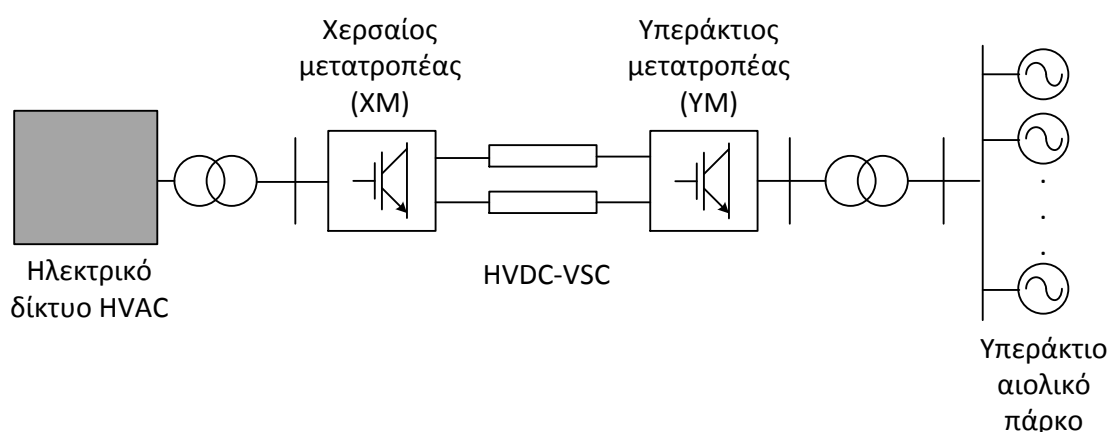 Χερσαίος
μετατροπέας
(ΧΜ)
Υπεράκτιος
μετατροπέας
(ΥΜ)
Ηλεκτρικό
δίκτυο HVAC
HVDC-VSC
Υπεράκτιο
αιολικό
πάρκο